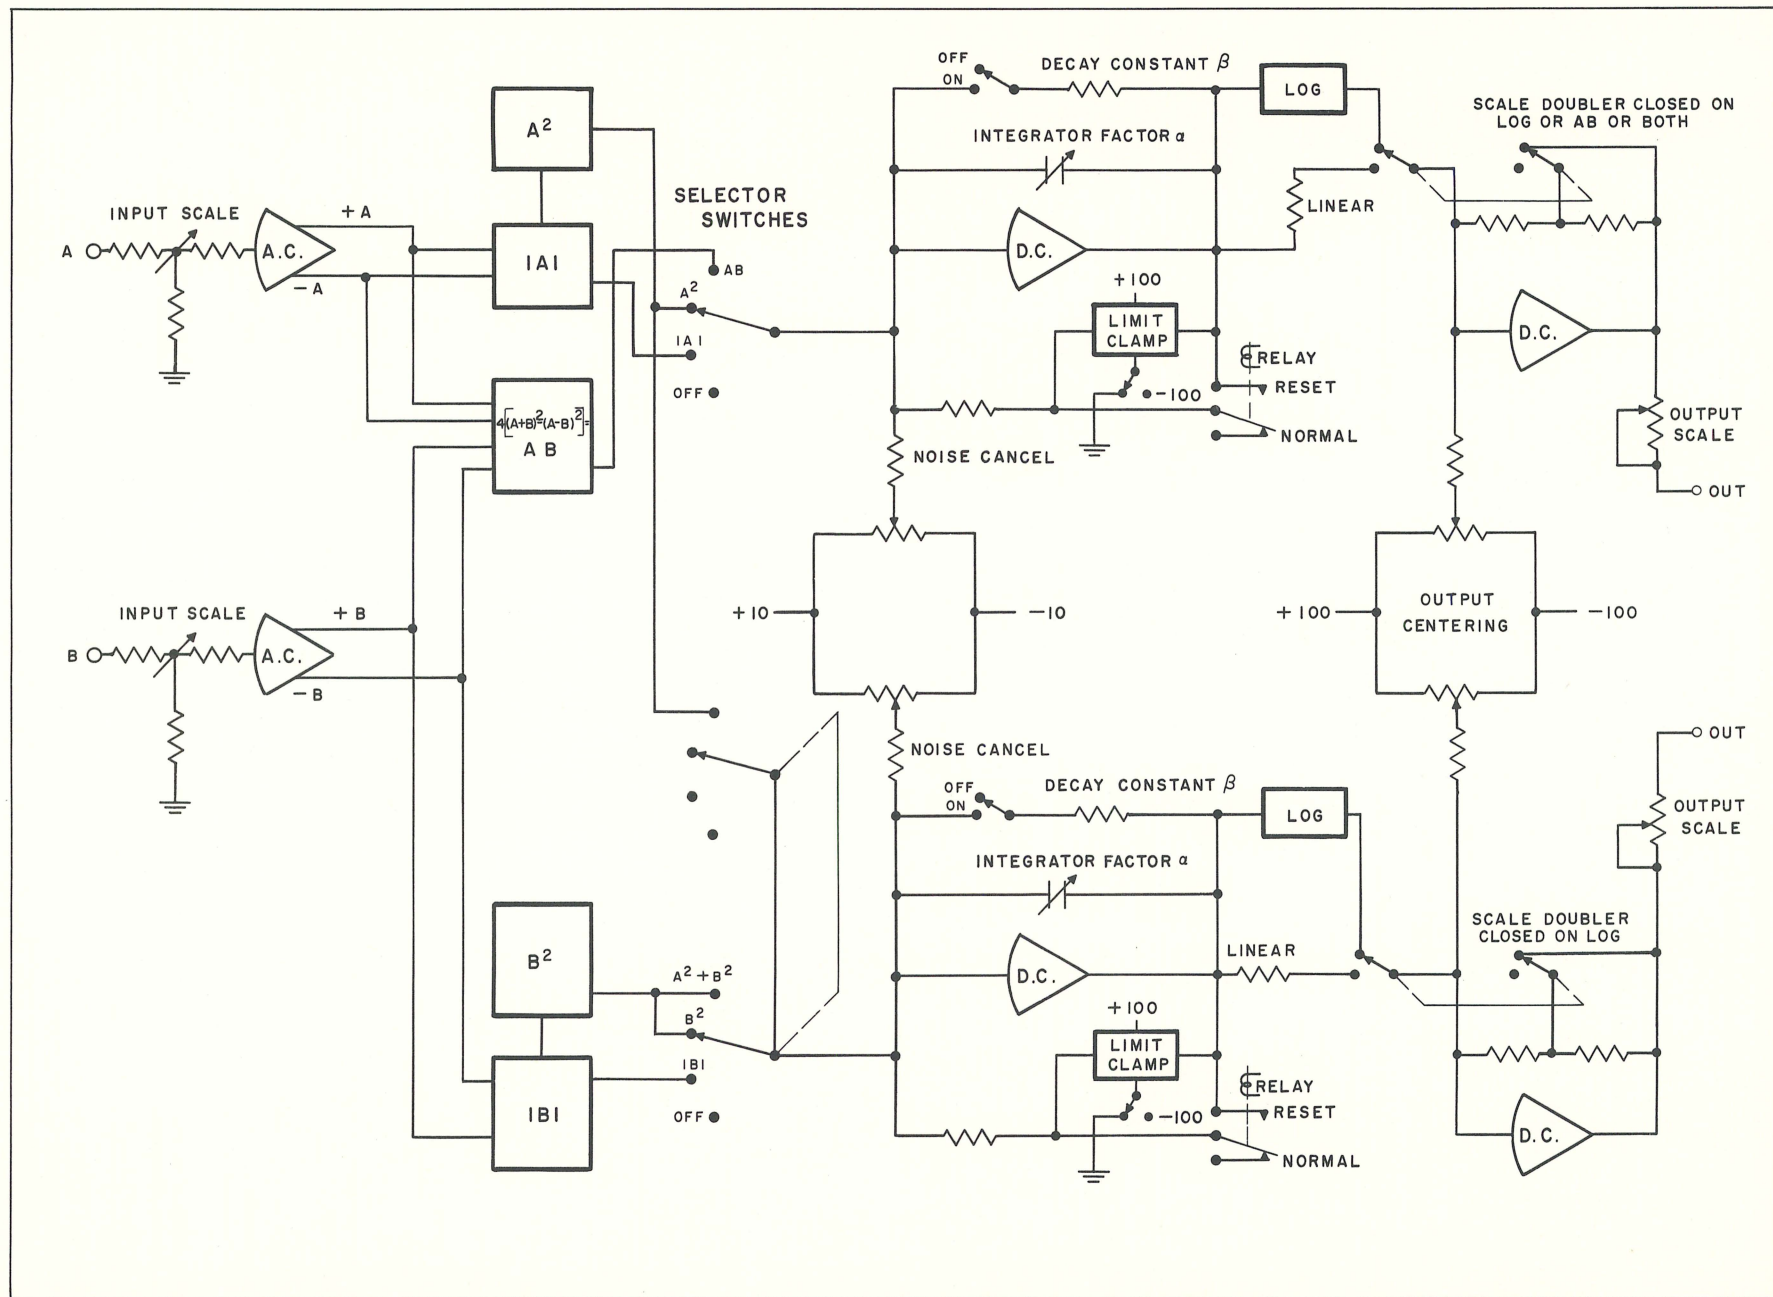 OFF
ON
DECAY CONSTANT β
LOG
SCALE DOUBLER CLOSED ON
LOG OR AB OR BOTH
A²
INTEGRATOR FACTOR α
SELECTOR
SWITCHES
INPUT SCALE
+A
A
A.C.
-A
|A|
AB
A²
|A|
OFF
D.C.
LINEAR
+100
LIMIT
CLAMP
-100
RELAY
RESET
NORMAL
D.C.
OUTPUT
SCALE
OUT
4[(A+B)²=(A-B)²]=
AB
NOISE CANCEL
+10
-10
+100
OUTPUT
CENTERING
-100
INPUT SCALE
+B
B
A.C.
-B
NOISE CANCEL
OFF
ON
DECAY CONSTANT β
LOG
OUT
OUTPUT
SCALE
INTEGRATOR FACTOR α
B²
A²+B²
B²
|B|
OFF
|B|
D.C.
LINEAR
SCALE DOUBLER
CLOSED ON LOG
+100
LIMIT
CLAMP
-100
RELAY
RESET
NORMAL
D.C.